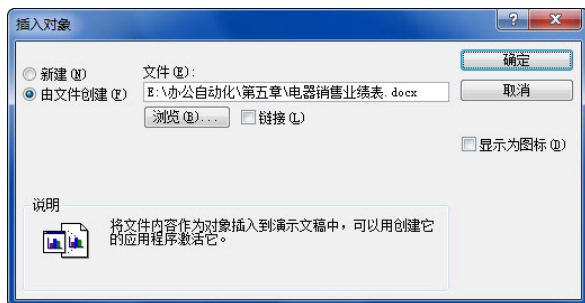 插入对象
新建(N)
文件(E):
由文件创建(F)
E:\办公自动化\第五章\电器销售业绩表.docx
浏览(B)...
链接(L)
确定
取消
显示为图标(D)
说明
将文件内容作为对象插入到演示文稿中，可以用创建它
的应用程序激活它。